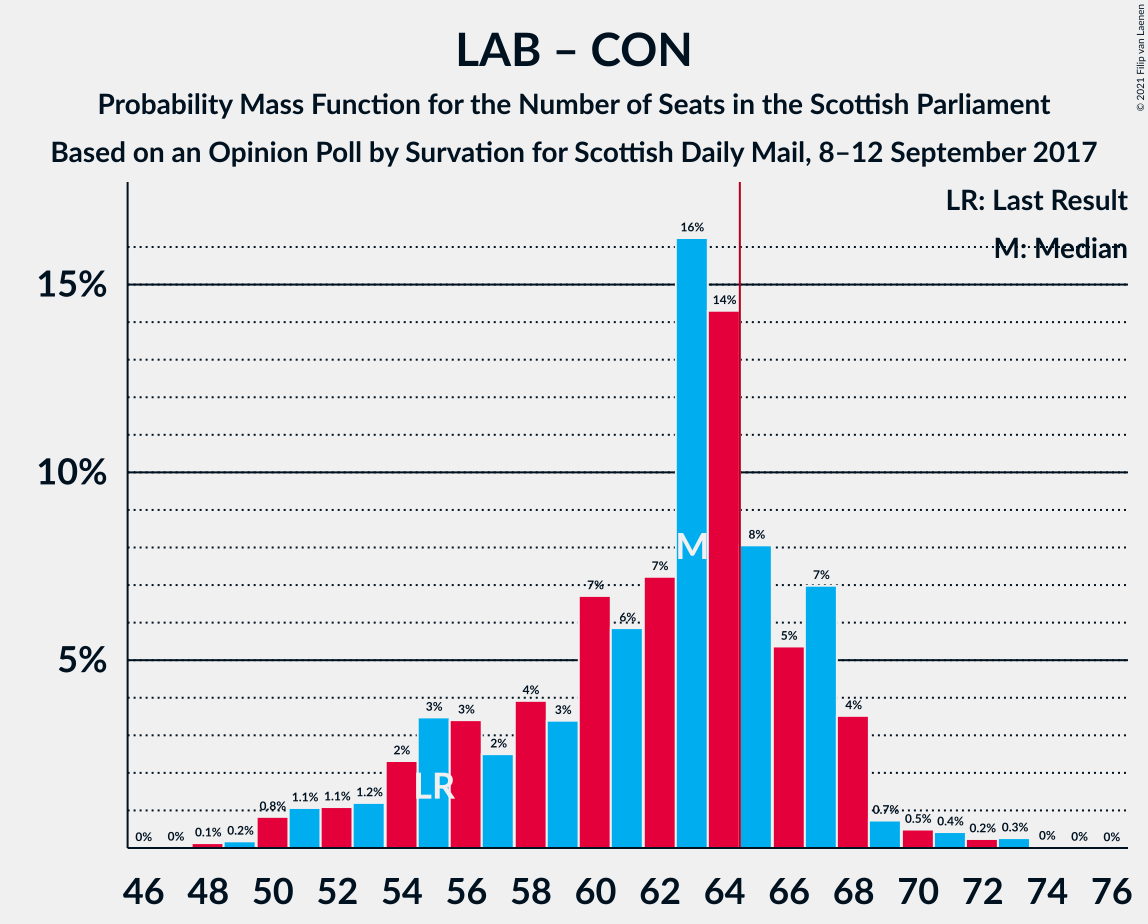 LAB – CON
Probability Mass Function for the Number of Seats in the Scottish Parliament
Based on an Opinion Poll by Survation for Scottish Daily Mail, 8–12 September 2017
© 2021 Filip van Laenen
LR: Last Result
M: Median
15%
10%
5%
0% 0% 0.1% 0.2% 0.8% 1.1% 1.1% 1.2% 2% 3% 3% 2% 4% 3% 7% 6% 7% 16% 14% 8% 5% 7% 4% 0.7% 0.5% 0.4% 0.2% 0.3% 0% 0% 0%
M
LR
46 48 50 52 54 56 58 60 62 64 66 68 70 72 74 76